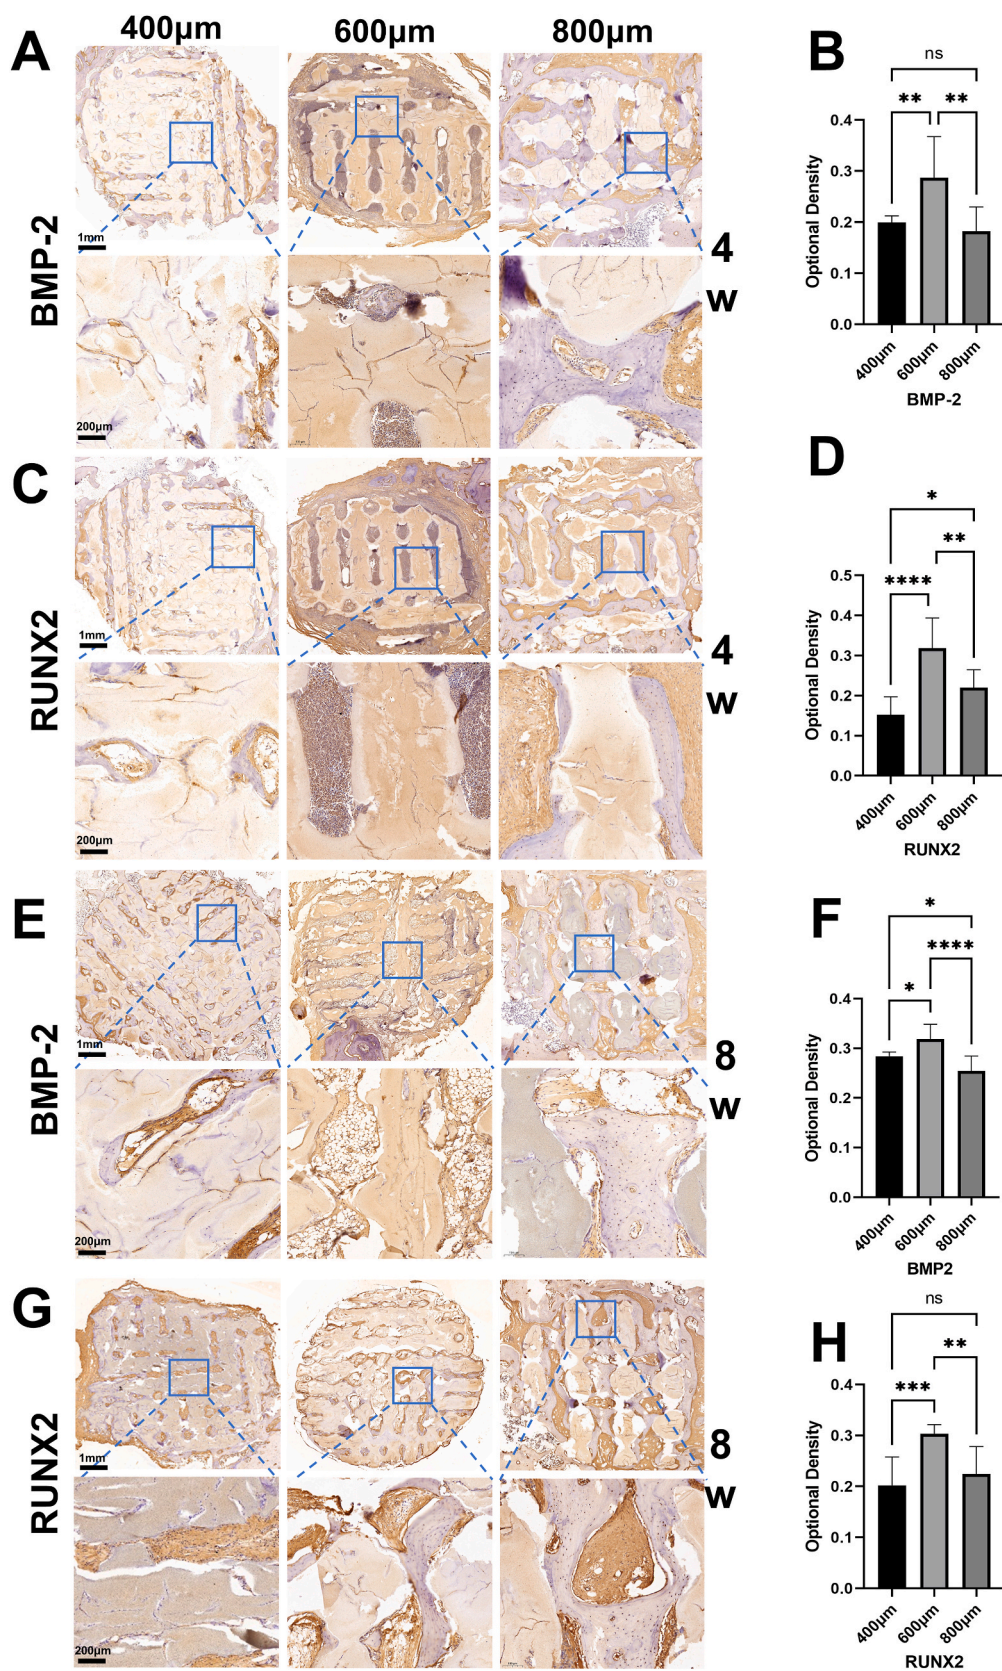 400μm 600μm 800μm
A
BMP-2
1mm
200μm
4
w
B
ns
** **
Optional Density
0.4
0.3
0.2
0.1
0.0
400μm 600μm 800μm
BMP-2
C
RUNX2
1mm
200μm
4
w
D
*
**
****
Optional Density
0.5
0.4
0.3
0.2
0.1
0.0
400μm 600μm 800μm
RUNX2
E
BMP-2
1mm
200μm
8
w
F
*
****
*
Optional Density
0.4
0.3
0.2
0.1
0.0
400μm 600μm 800μm
BMP2
G
RUNX2
1mm
200μm
8
w
H
ns
**
***
Optional Density
0.4
0.3
0.2
0.1
0.0
400μm 600μm 800μm
RUNX2